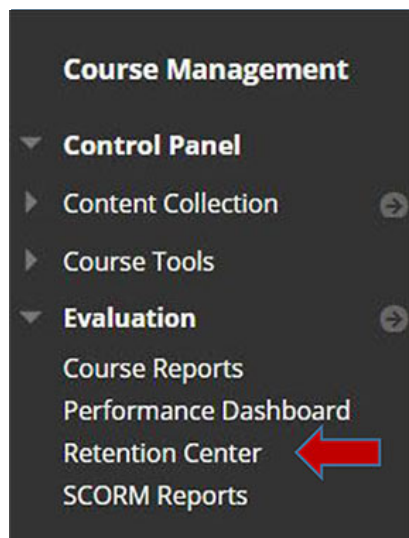 Course Management
Control Panel
Content Collection
Course Tools
Evaluation
Course Reports
Performance Dashboard
Retention Center
SCORM Reports